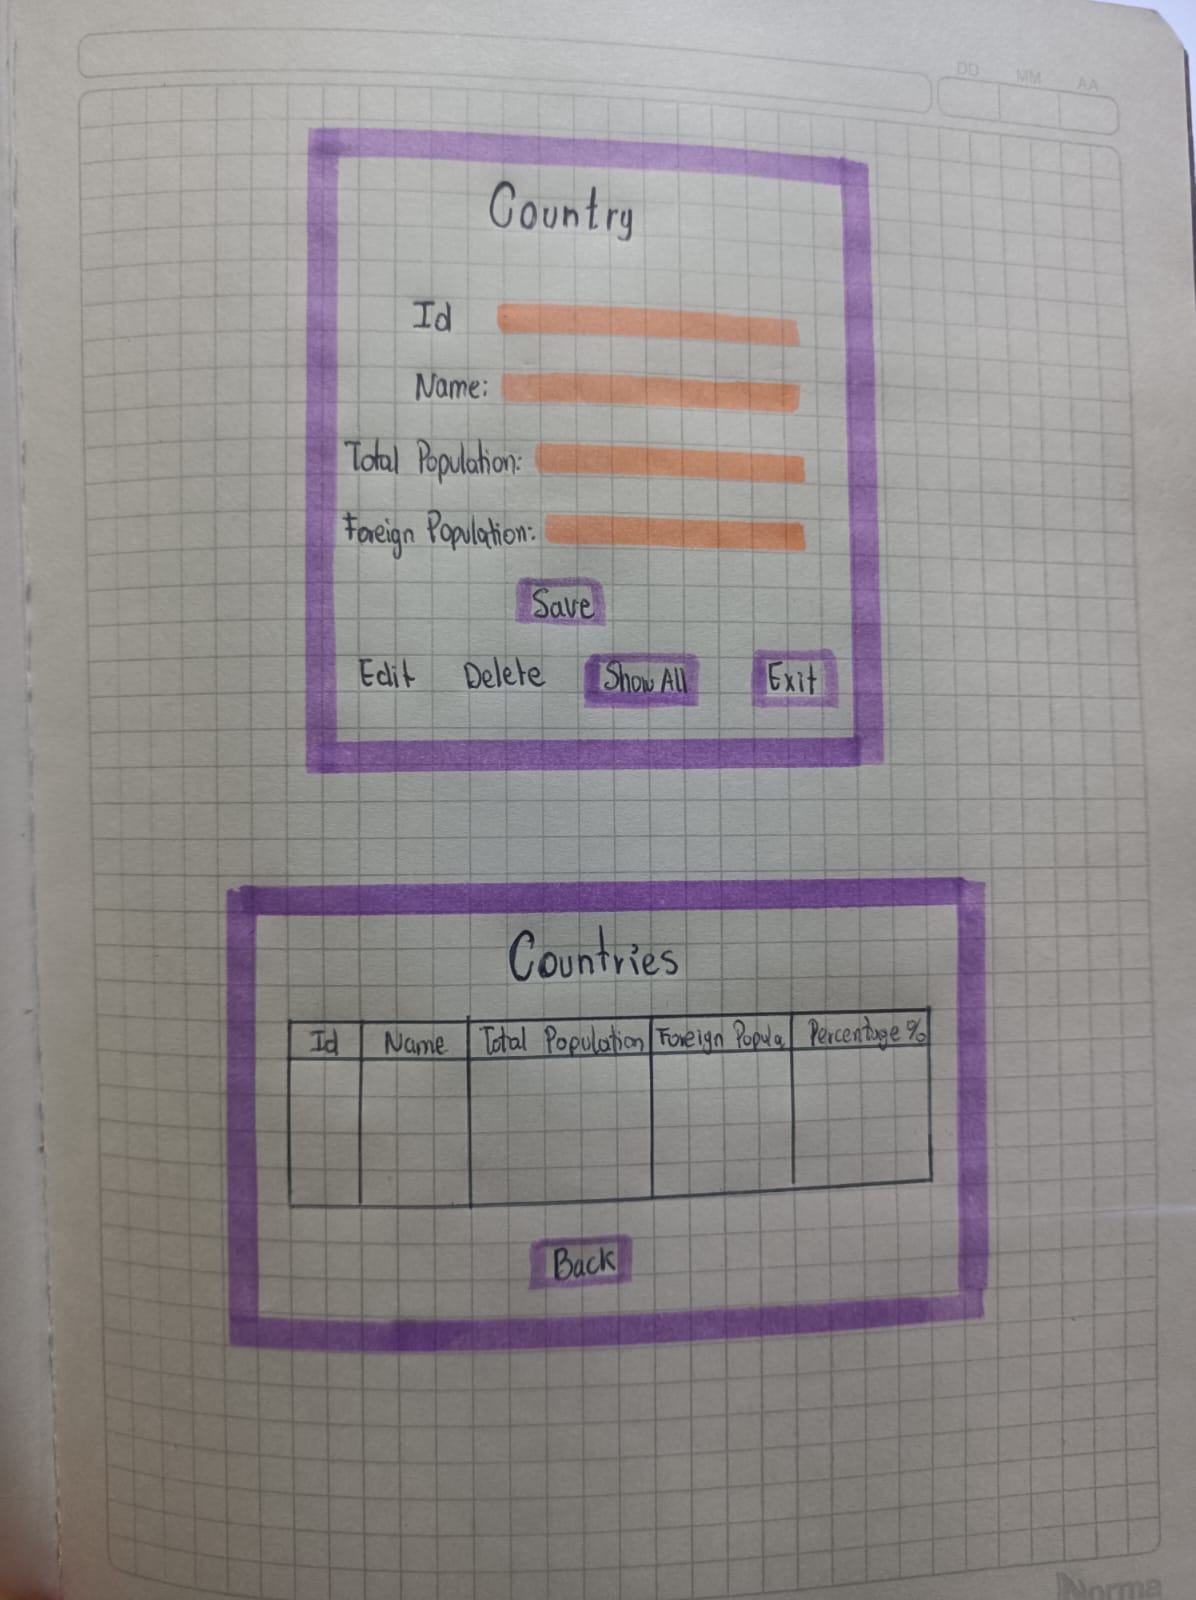 DD MM AA
Country
Id
Name:
Total Population:
Foreign Population:
Save
Edit Delete Show All Exit
Countries
Id Name Total Population Foreign Popula Percentage %
Back
Norma